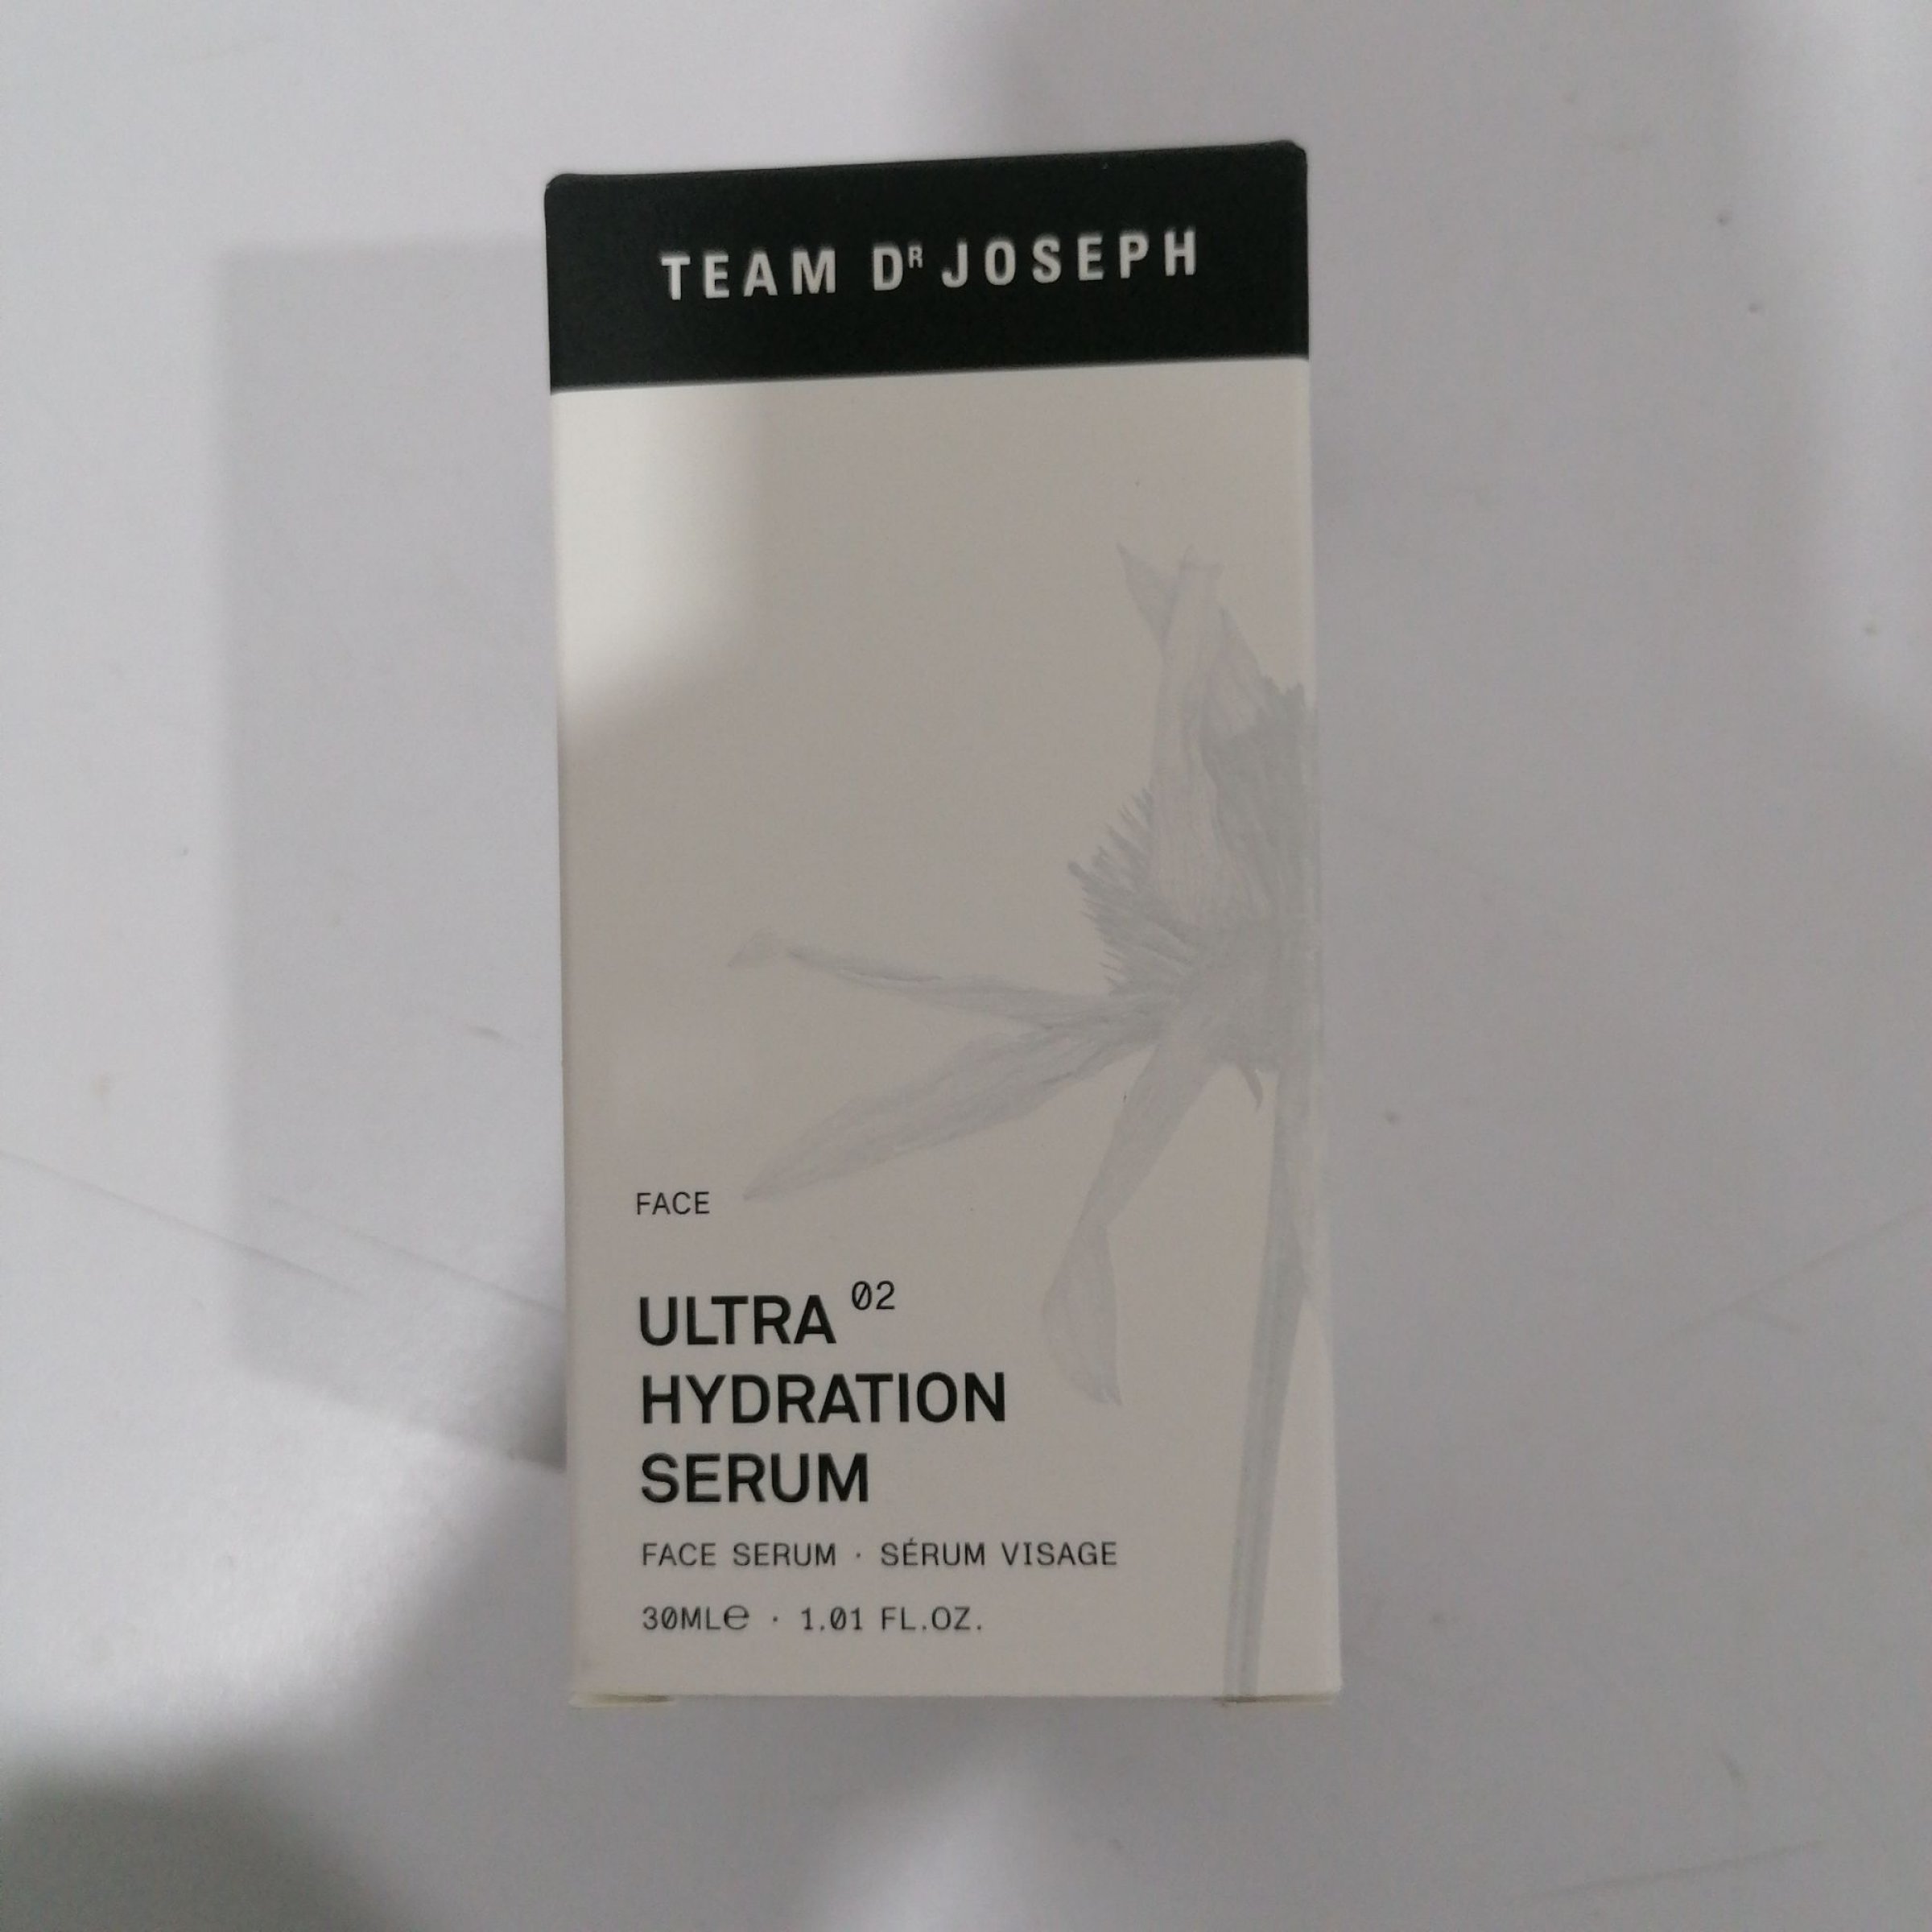 TEAM DR JOSEPH
FACE
ULTRA 02
HYDRATION
SERUM
FACE SERUM · SÉRUM VISAGE
30ML℮ · 1.01 FL.OZ.